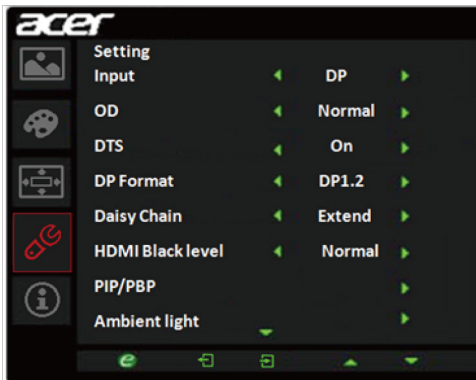 acer
Setting
Input DP
OD Normal
DTS On
DP Format DP1.2
Daisy Chain Extend
HDMI Black level Normal
PIP/PBP
Ambient light
e